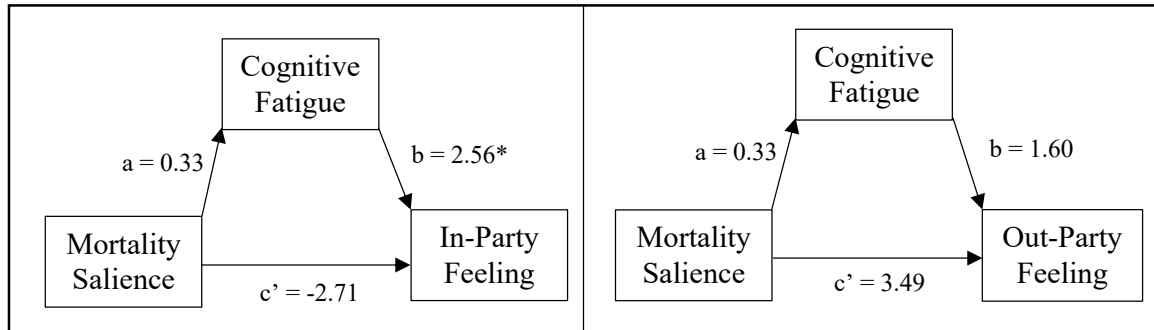 Cognitive
Fatigue
a = 0.33
b = 2.56*
Mortality
Salience
In-Party
Feeling
c’ = -2.71
Cognitive
Fatigue
a = 0.33
b = 1.60
Mortality
Salience
Out-Party
Feeling
c’ = 3.49